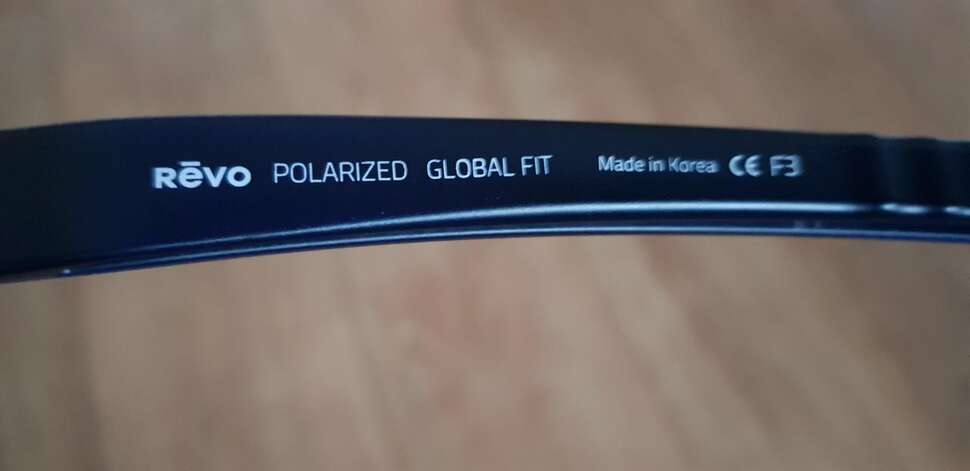 Rēvo POLARIZED GLOBAL FIT Made in Korea CE F3